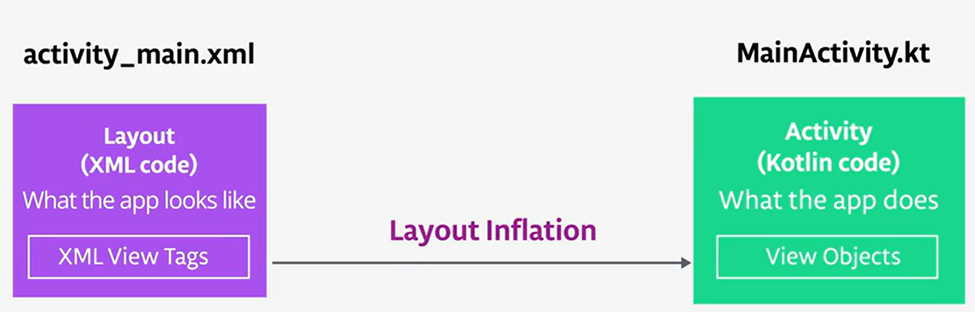 activity_main.xml
Layout
(XML code)
What the app looks like
XML View Tags
Layout Inflation
MainActivity.kt
Activity
(Kotlin code)
What the app does
View Objects